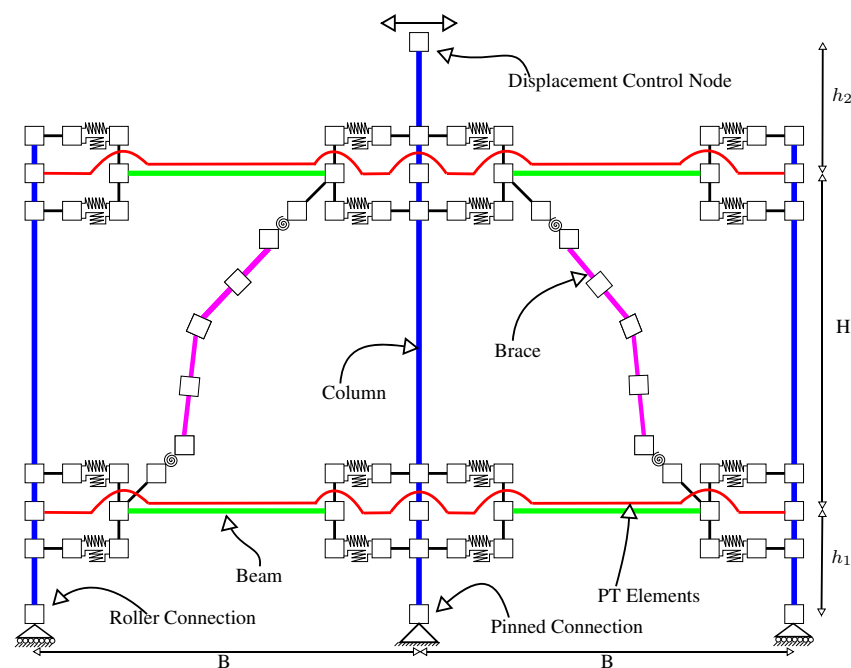 Displacement Control Node
h₂
H
Brace
Column
h₁
Beam
PT Elements
Roller Connection
Pinned Connection
B
B